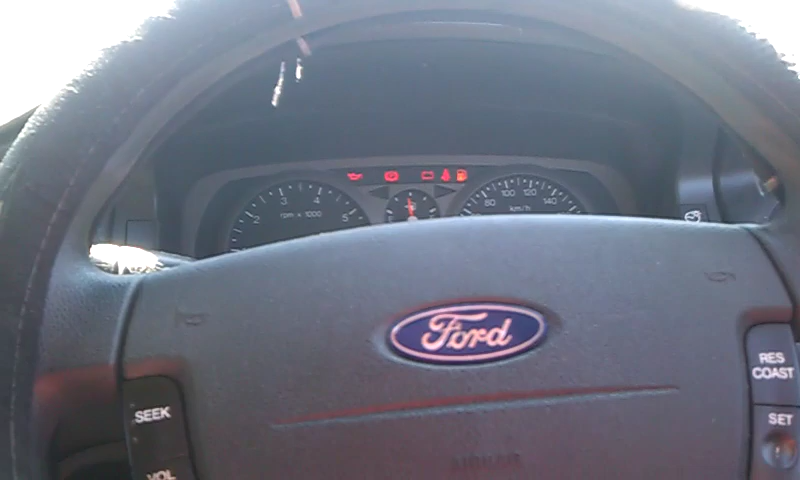 100 120
80 140
km/h
3 4
2 5
rpm x 1000
Ford
RES
COAST
SEEK
SET
VOL